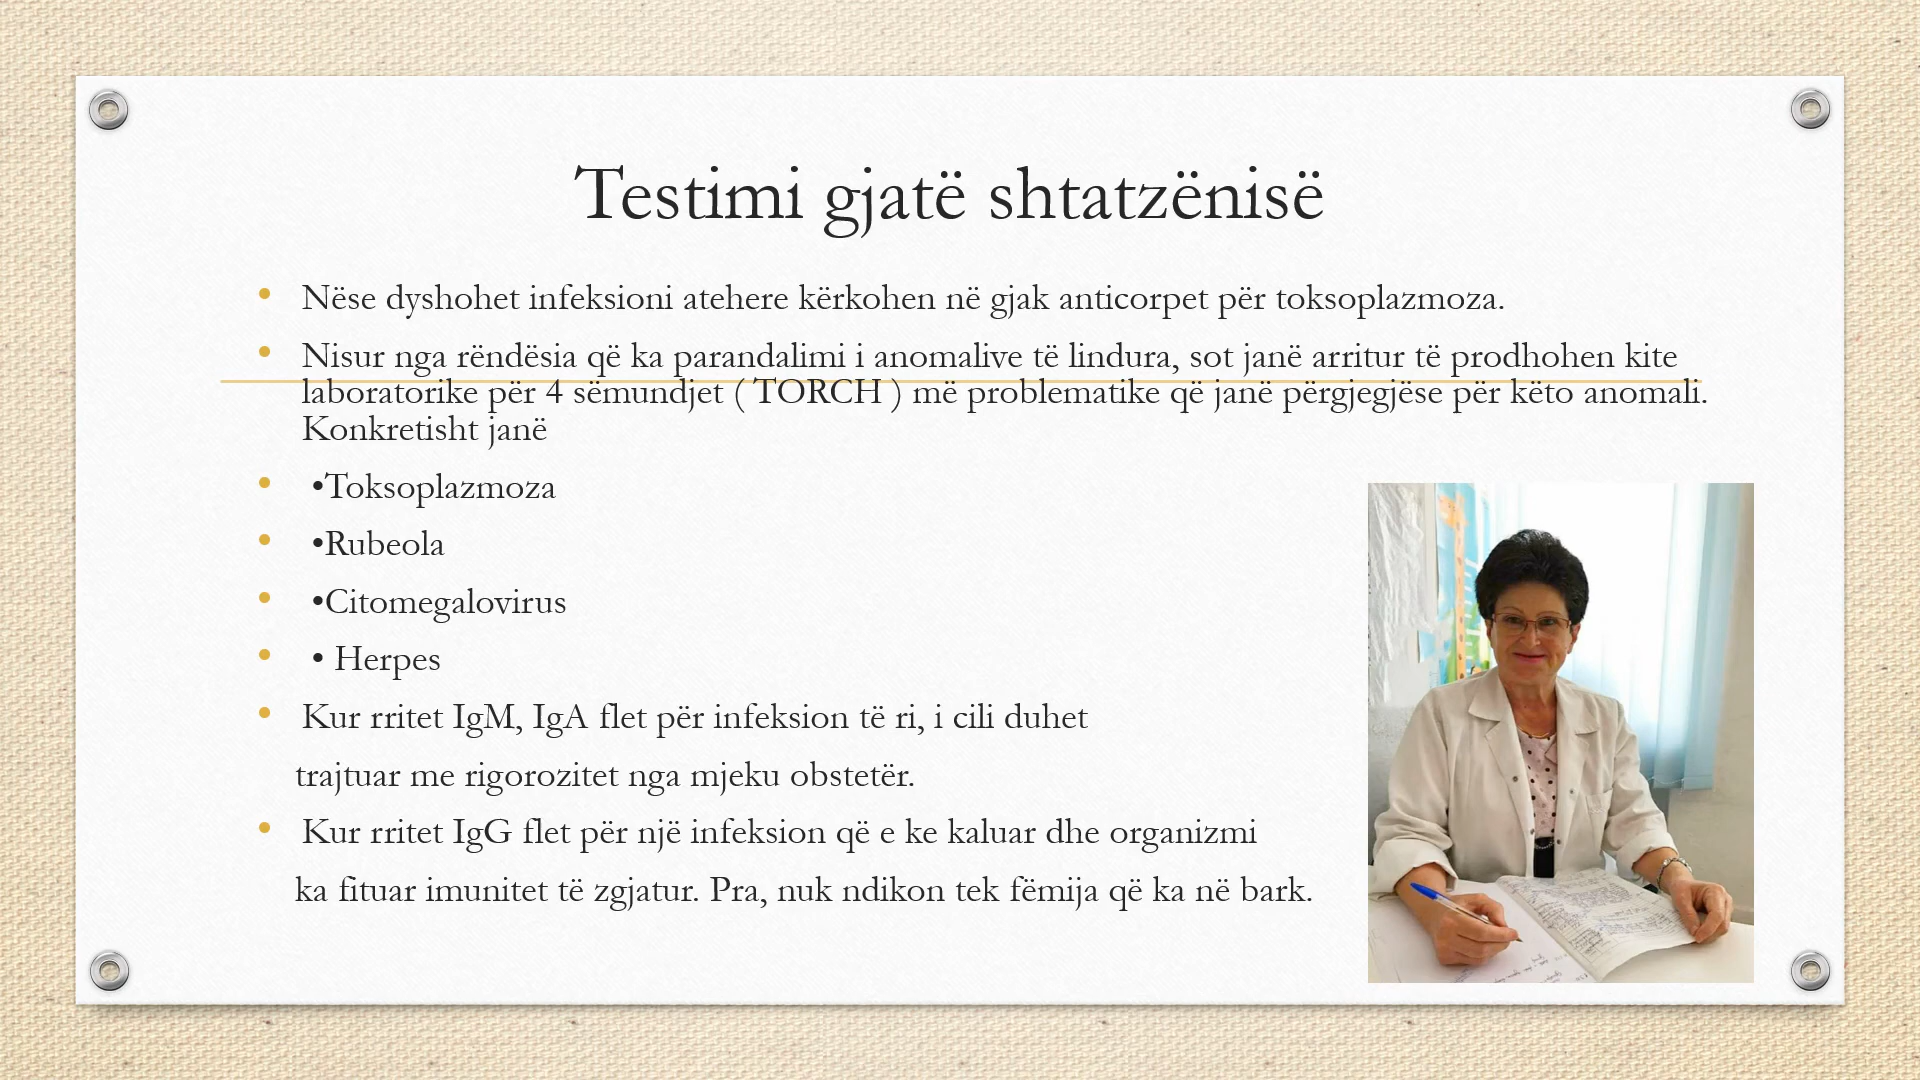 Testimi gjatë shtatzënisë
• Nëse dyshohet infeksioni atehere kërkohen në gjak anticorpet për toksoplazmoza.
• Nisur nga rëndësia që ka parandalimi i anomalive të lindura, sot janë arritur të prodhohen kite
laboratorike për 4 sëmundjet ( TORCH ) më problematike që janë përgjegjëse për këto anomali.
Konkretisht janë
• •Toksoplazmoza
• •Rubeola
• •Citomegalovirus
• • Herpes
• Kur rritet IgM, IgA flet për infeksion të ri, i cili duhet
trajtuar me rigorozitet nga mjeku obstetër.
• Kur rritet IgG flet për një infeksion që e ke kaluar dhe organizmi
ka fituar imunitet të zgjatur. Pra, nuk ndikon tek fëmija që ka në bark.